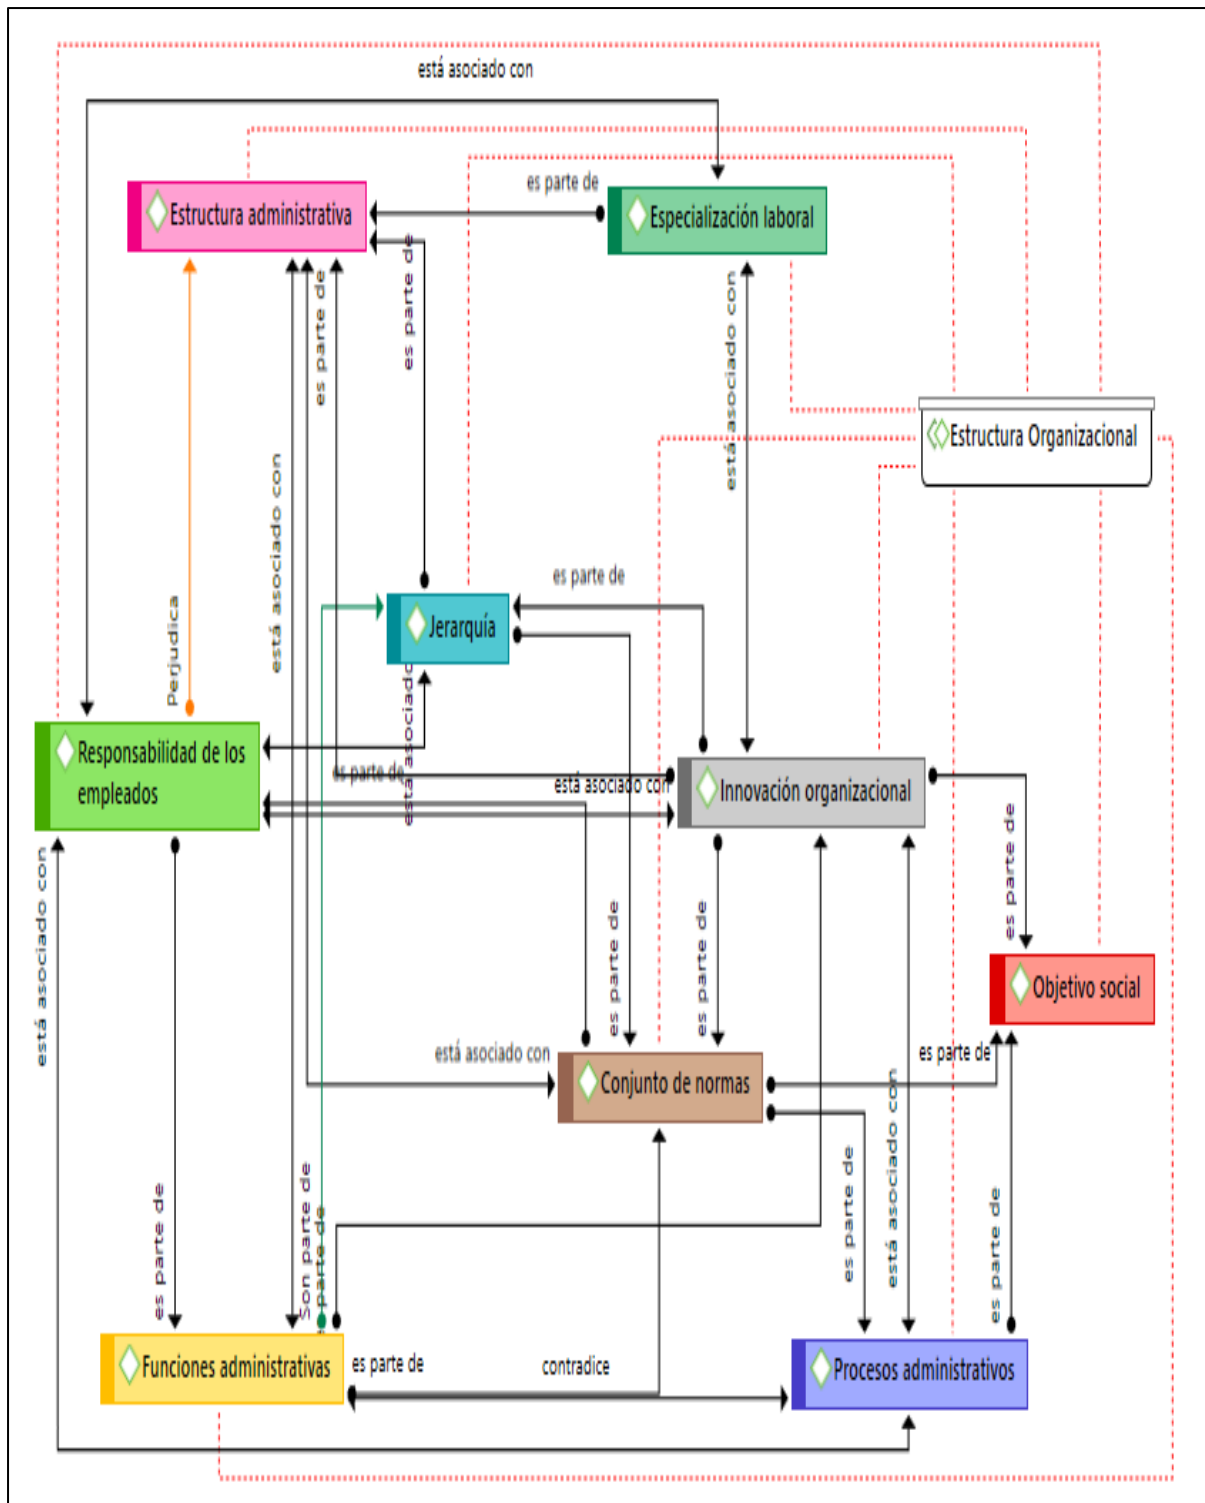 está asociado con
es parte de
Estructura administrativa
Especialización laboral
es parte de
es parte de
está asociado con
Estructura Organizacional
está asociado con
Perjudica
es parte de
Jerarquía
está asociado
Responsabilidad de los
empleados
es parte de
está asociado con
Innovación organizacional
es parte de
está asociado con
es parte de
es parte de
Objetivo social
está asociado con
es parte de
Conjunto de normas
está asociado con
es parte de
Son parte de
es parte de
es parte de
es parte de
Funciones administrativas
es parte de
contradice
Procesos administrativos